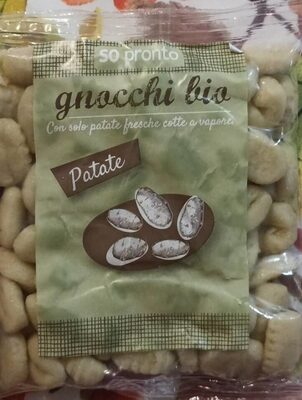 so pronto
gnocchi bio
Con solo patate fresche cotte a vapore
Patate